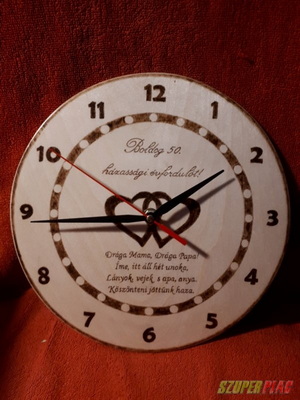 12
11
1
10
2
9
3
8
4
7
5
6
Boldog 50.
házassági évfordulót!
Drága Mama, Drága Papa!
Íme, itt áll hét unoka,
Lányok, vejek s apa, anya.
Köszönteni jöttünk haza.
SZUPERPIAC